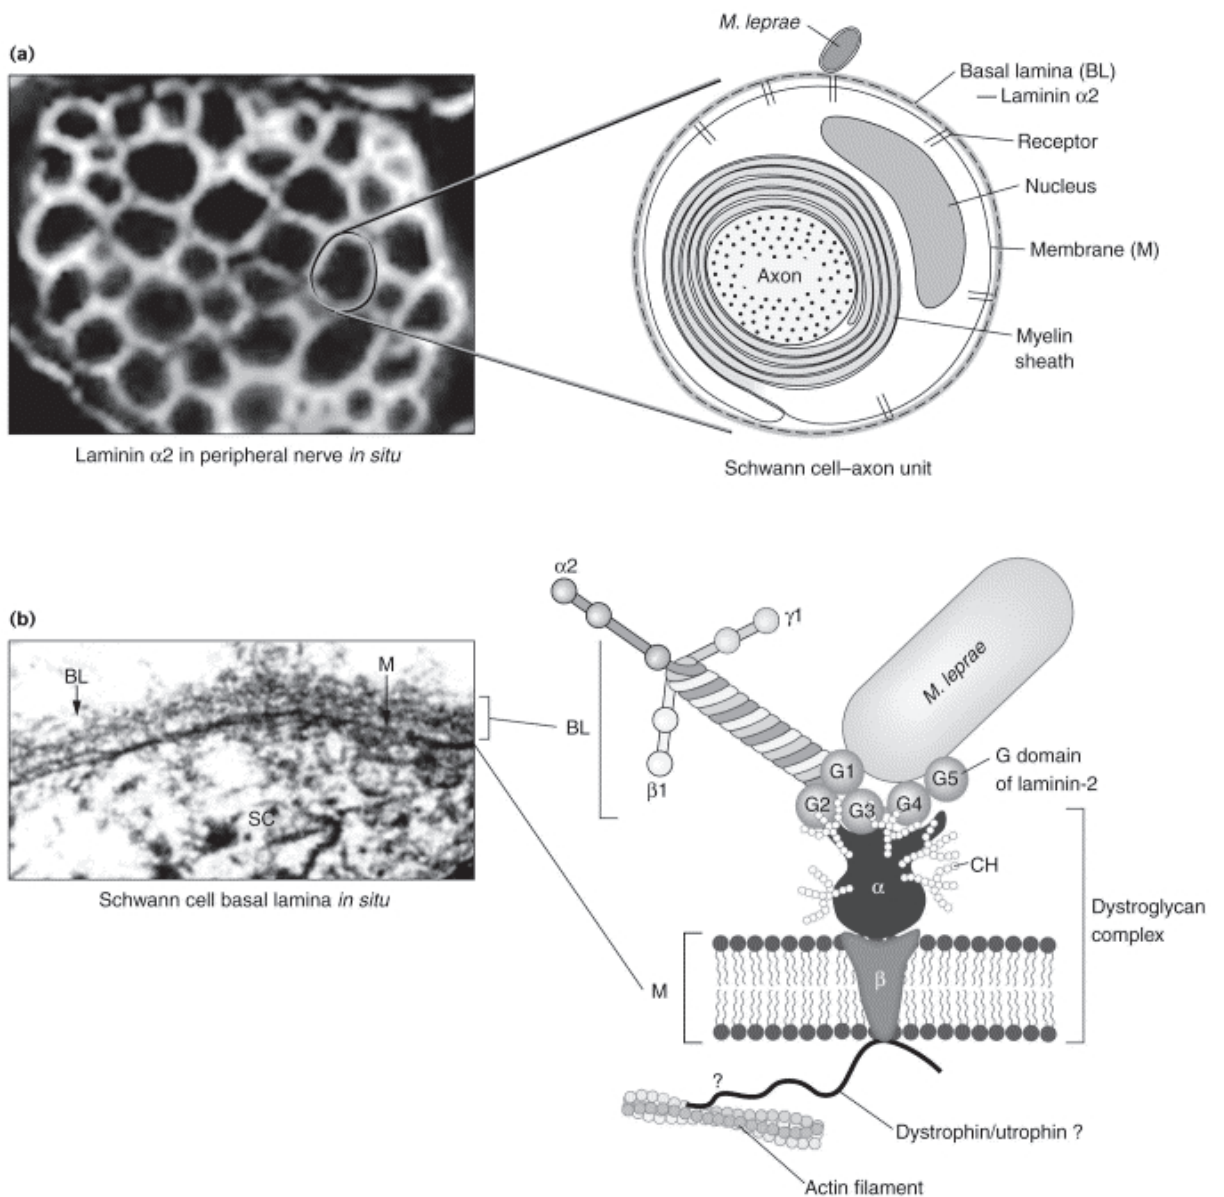 (a)
M. leprae
Basal lamina (BL)
— Laminin α2
Receptor
Nucleus
Membrane (M)
Axon
Myelin
sheath
Laminin α2 in peripheral nerve in situ
Schwann cell–axon unit
(b)
BL
M
SC
Schwann cell basal lamina in situ
α2
γ1
β1
BL
M. leprae
G1
G2
G3
G4
G5
G domain
of laminin-2
CH
α
Dystroglycan
complex
M
β
?
Dystrophin/utrophin ?
Actin filament